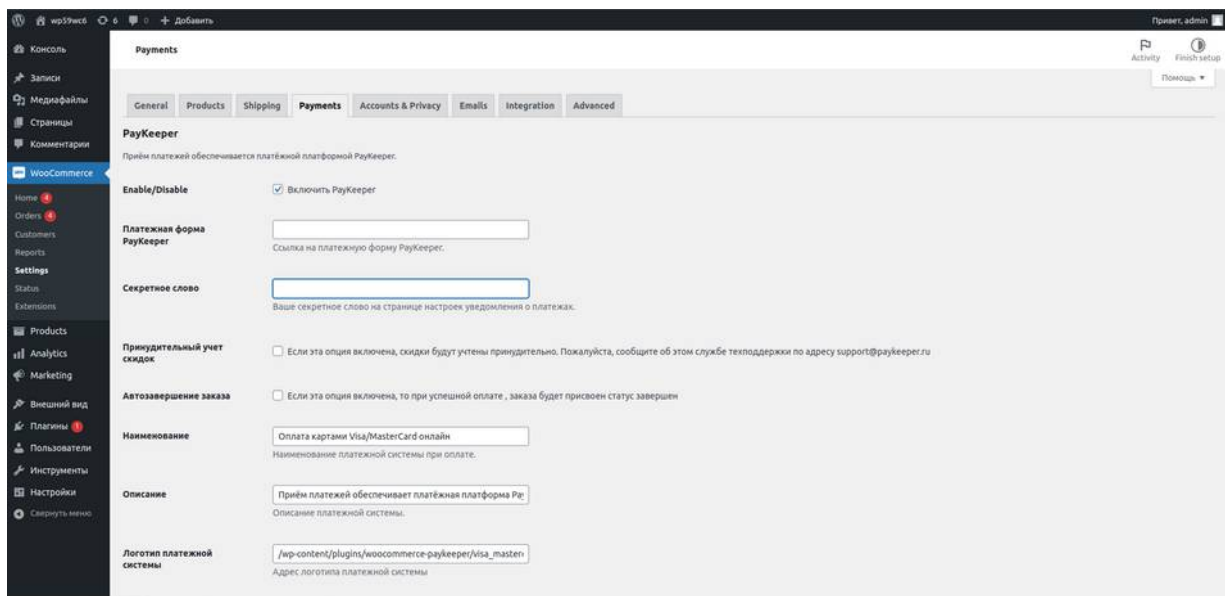 wp59wc6 6 0 + Добавить Привет, admin
Консоль
Payments
Activity Finish setup
Помощь
Записи
Медиафайлы
Страницы
Комментарии
WooCommerce
Home 4
Orders 4
Customers
Reports
Settings
Status
Extensions
Products
Analytics
Marketing
Внешний вид
Плагины 1
Пользователи
Инструменты
Настройки
Свернуть меню
General Products Shipping Payments Accounts & Privacy Emails Integration Advanced
PayKeeper
Приём платежей обеспечивается платёжной платформой PayKeeper.
Enable/Disable Включить PayKeeper
Платежная форма
PayKeeper
Ссылка на платежную форму PayKeeper.
Секретное слово
Ваше секретное слово на странице настроек уведомления о платежах.
Принудительный учет
скидок
Если эта опция включена, скидки будут учтены принудительно. Пожалуйста, сообщите об этом службе техподдержки по адресу support@paykeeper.ru
Автозавершение заказа Если эта опция включена, то при успешной оплате , заказа будет присвоен статус завершен
Наименование Оплата картами Visa/MasterCard онлайн
Наименование платежной системы при оплате.
Описание Приём платежей обеспечивает платёжная платформа Pay
Описание платежной системы.
Логотип платежной
системы
/wp-content/plugins/woocommerce-paykeeper/visa_master
Адрес логотипа платежной системы